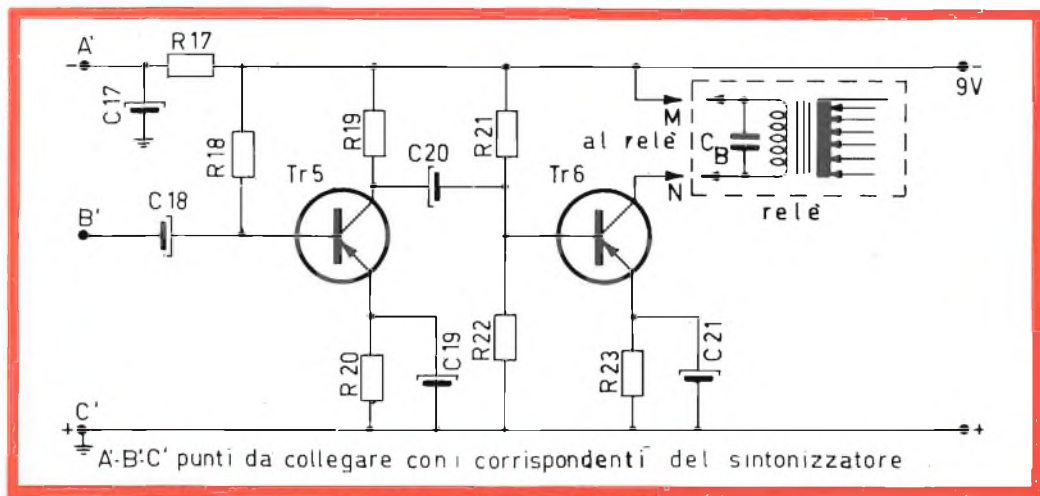 A'
R17
- 
- 9V
C17
R18
R19
R21
M
al relè
C B
N
relè
C20
Tr5
Tr6
B'
C18
R20
C19
R22
R23
C21
C'
+
+
A'-B'-C' punti da collegare con i corrispondenti del sintonizzatore